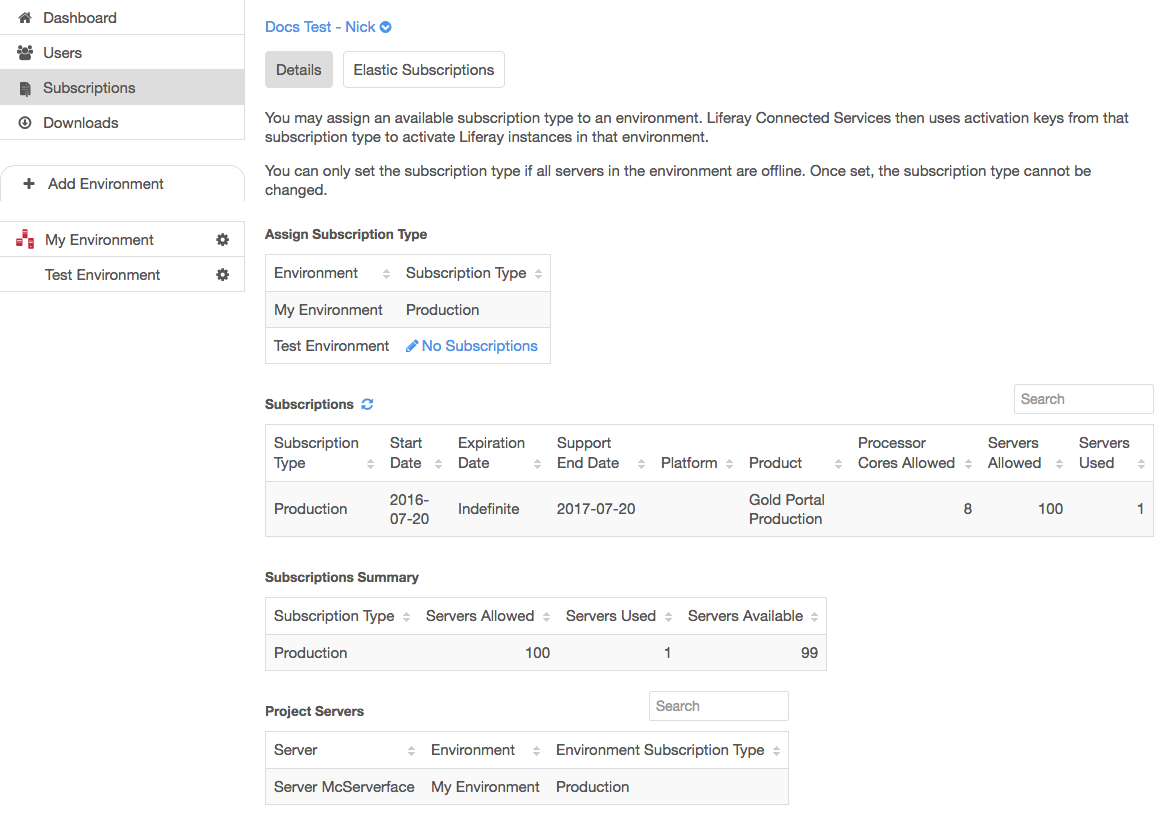 Dashboard
Users
Subscriptions
Downloads
Add Environment
My Environment
Test Environment
Docs Test - Nick
Details Elastic Subscriptions
You may assign an available subscription type to an environment. Liferay Connected Services then uses activation keys from that
subscription type to activate Liferay instances in that environment.
You can only set the subscription type if all servers in the environment are offline. Once set, the subscription type cannot be
changed.
Assign Subscription Type
Environment Subscription Type
My Environment Production
Test Environment No Subscriptions
Subscriptions
Search
Subscription Type Start Date Expiration Date Support End Date Platform Product Processor Cores Allowed Servers Allowed Servers Used
Production 2016-07-20 Indefinite 2017-07-20 Gold Portal Production 8 100 1
Subscriptions Summary
Subscription Type Servers Allowed Servers Used Servers Available
Production 100 1 99
Project Servers
Search
Server Environment Environment Subscription Type
Server McServerface My Environment Production